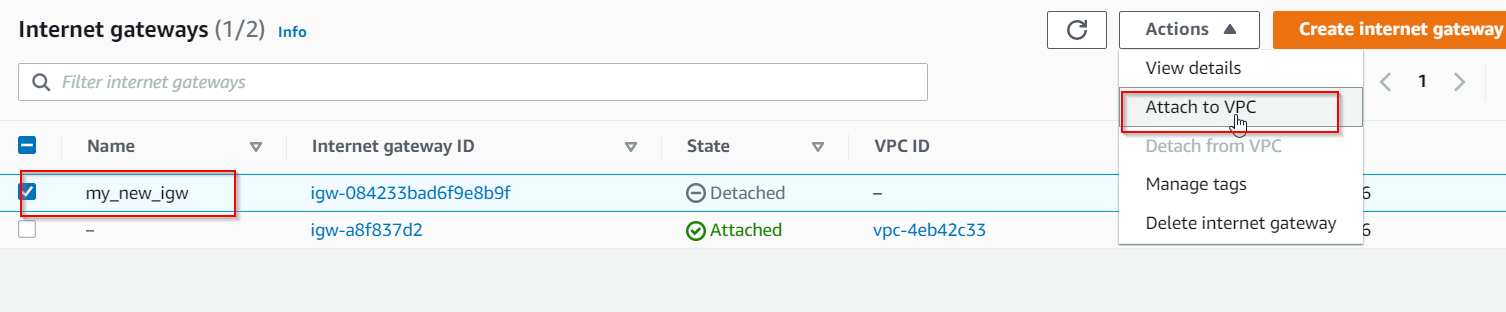 Internet gateways (1/2) Info
Actions ▲
Create internet gateway
Filter internet gateways
View details
1
Attach to VPC
Name
Internet gateway ID
State
VPC ID
Detach from VPC
my_new_igw
igw-084233bad6f9e8b9f
Detached
–
Manage tags
6
–
igw-a8f837d2
Attached
vpc-4eb42c33
Delete internet gateway
6